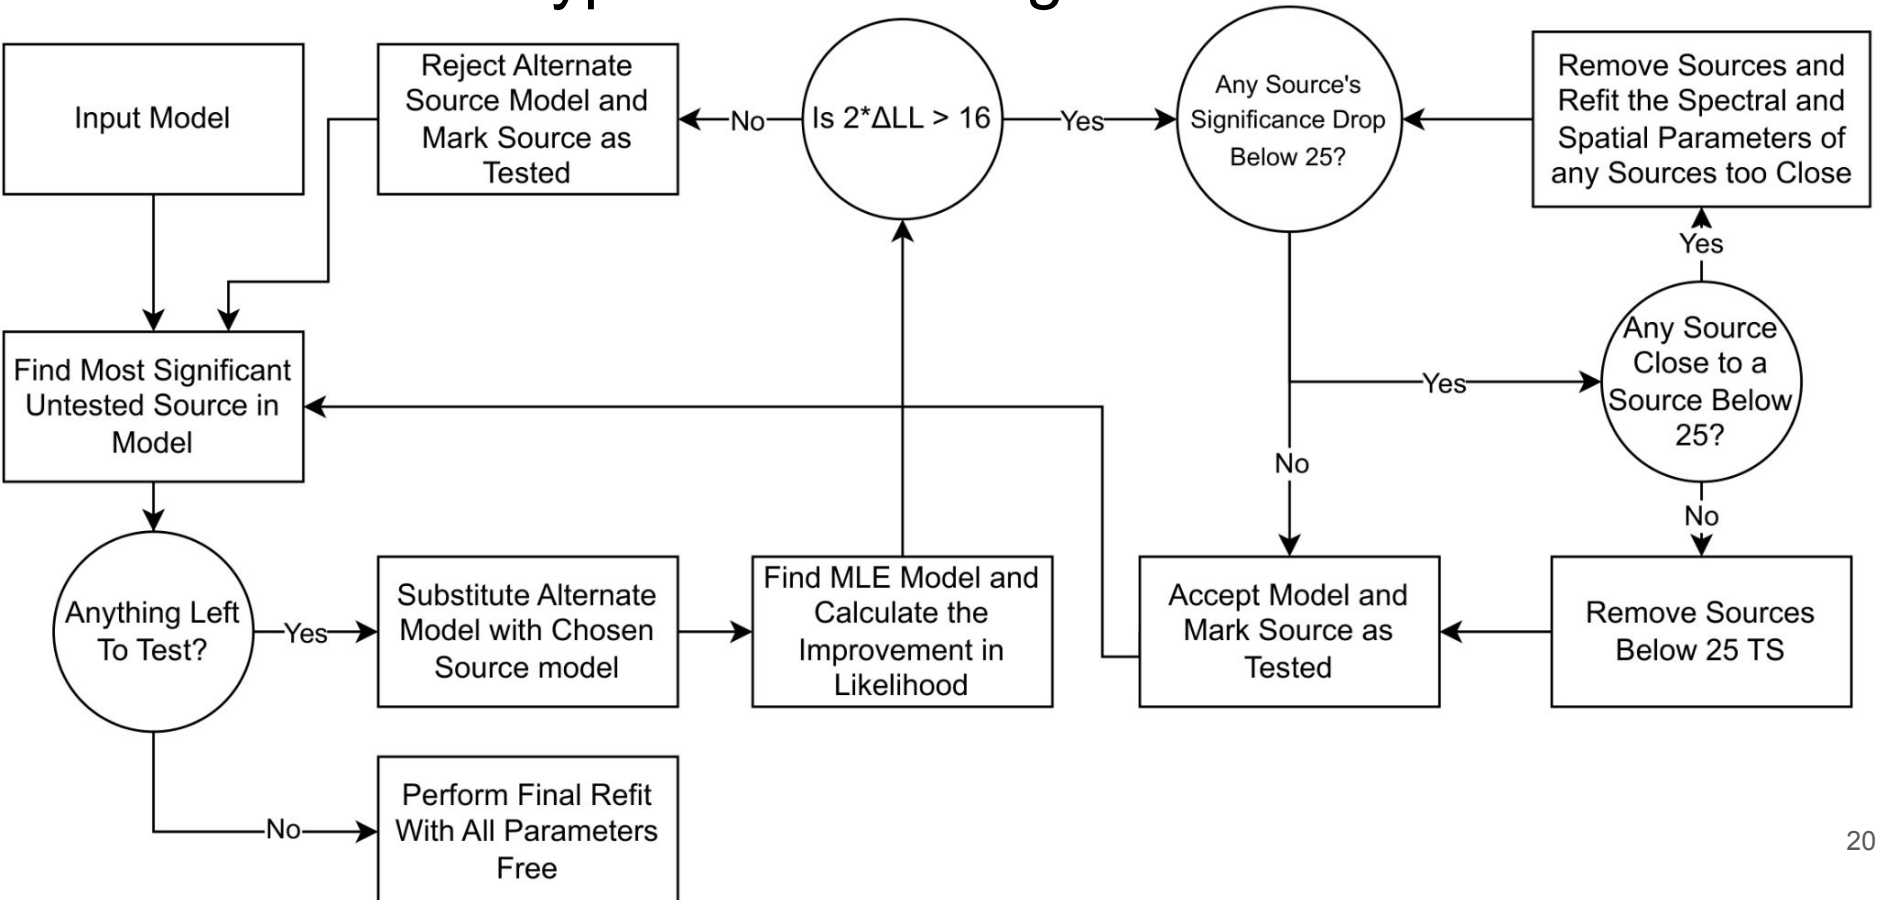 Input Model
Reject Alternate
Source Model and
Mark Source as
Tested
No
Is 2*ΔLL > 16
Yes
Any Source's
Significance Drop
Below 25?
Remove Sources and
Refit the Spectral and
Spatial Parameters of
any Sources too Close
Yes
Any Source
Close to a
Source Below
25?
Yes
No
No
Find Most Significant
Untested Source in
Model
Anything Left
To Test?
Yes
Substitute Alternate
Model with Chosen
Source model
Find MLE Model and
Calculate the
Improvement in
Likelihood
Accept Model and
Mark Source as
Tested
Remove Sources
Below 25 TS
No
Perform Final Refit
With All Parameters
Free
20